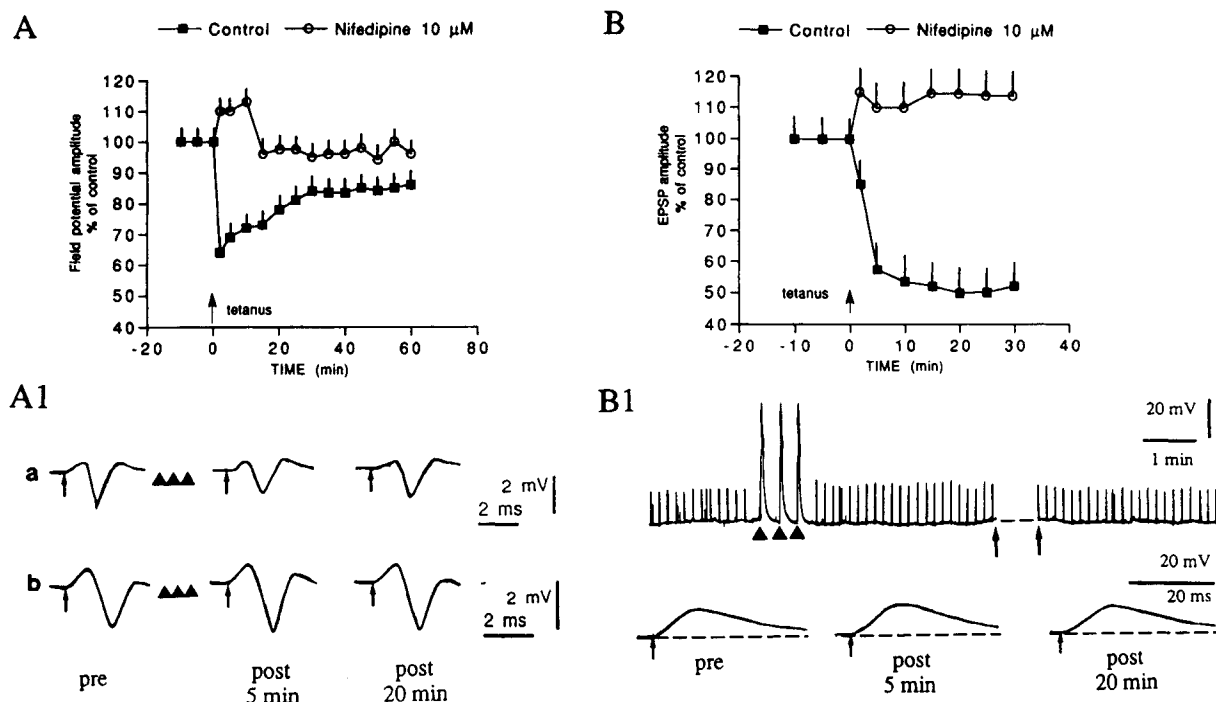 A
Control
Nifedipine 10 µM
Field potential amplitude
% of control
120
110
100
90
80
70
60
50
40
tetanus
-20
0
20
40
60
80
TIME (min)
B
Control
Nifedipine 10 µM
EPSP amplitude
% of control
120
110
100
90
80
70
60
50
40
tetanus
-20
-10
0
10
20
30
40
TIME (min)
A1
a
2 mV
2 ms
b
2 mV
2 ms
pre
post
5 min
post
20 min
B1
20 mV
1 min
20 mV
20 ms
pre
post
5 min
post
20 min